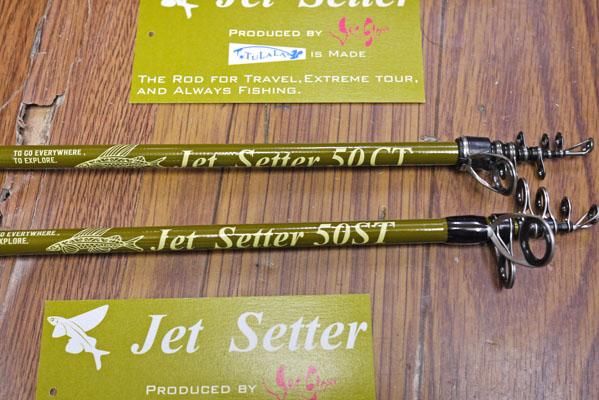 Jet Setter
PRODUCED BY
TULALA
IS MADE
THE ROD FOR TRAVEL, EXTREME TOUR,
AND ALWAYS FISHING.
TO GO EVERYWHERE.
TO EXPLORE.
Jet Setter 50CT
GO EVERYWHERE.
EXPLORE.
Jet Setter 50ST
Jet Setter
PRODUCED BY